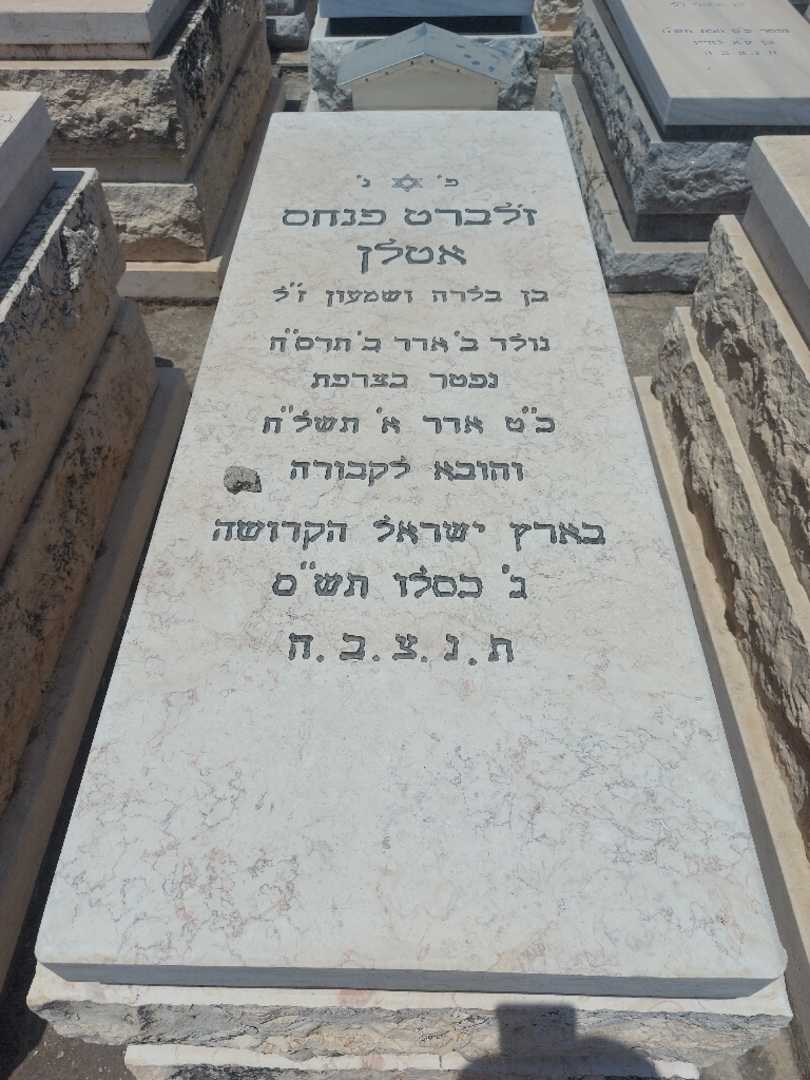 פ' נ'
ז'לברט פנחס
אטלן
בן בלרה ושמעון ז"ל
נולד ב' אדר ב' תרס"ח
נפטר בצרפת
כ"ט אדר א' תשל"ח
והובא לקבורה
בארץ ישראל הקדושה
ג' כסלו תש"ם
ת.נ.צ.ב.ה